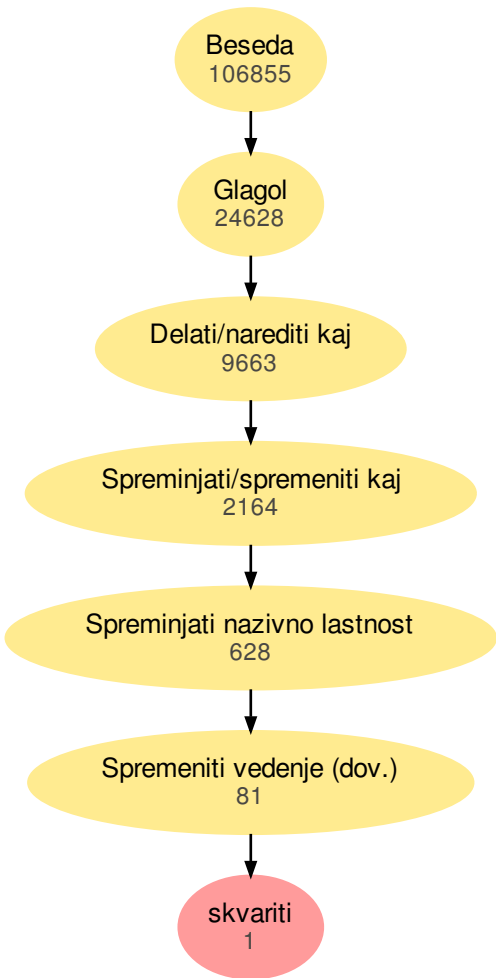 Beseda
106855
Glagol
24628
Delati/narediti kaj
9663
Spreminjati/spremeniti kaj
2164
Spreminjati nazivno lastnost
628
Spremeniti vedenje (dov.)
81
skvariti
1